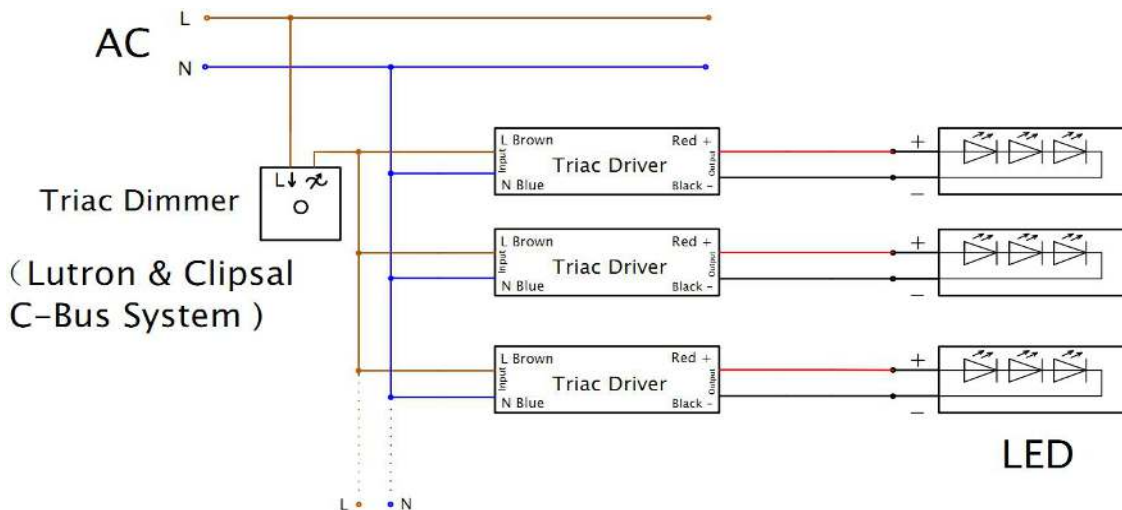 L
AC
N
L Brown
Red +
Input
Triac Driver
Output
N Blue
Black -
+
−
L
Triac Dimmer
（Lutron & Clipsal
C-Bus System )
L Brown
Red +
Input
Triac Driver
Output
N Blue
Black -
+
−
L Brown
Red +
Input
Triac Driver
Output
N Blue
Black -
+
−
LED
L
N